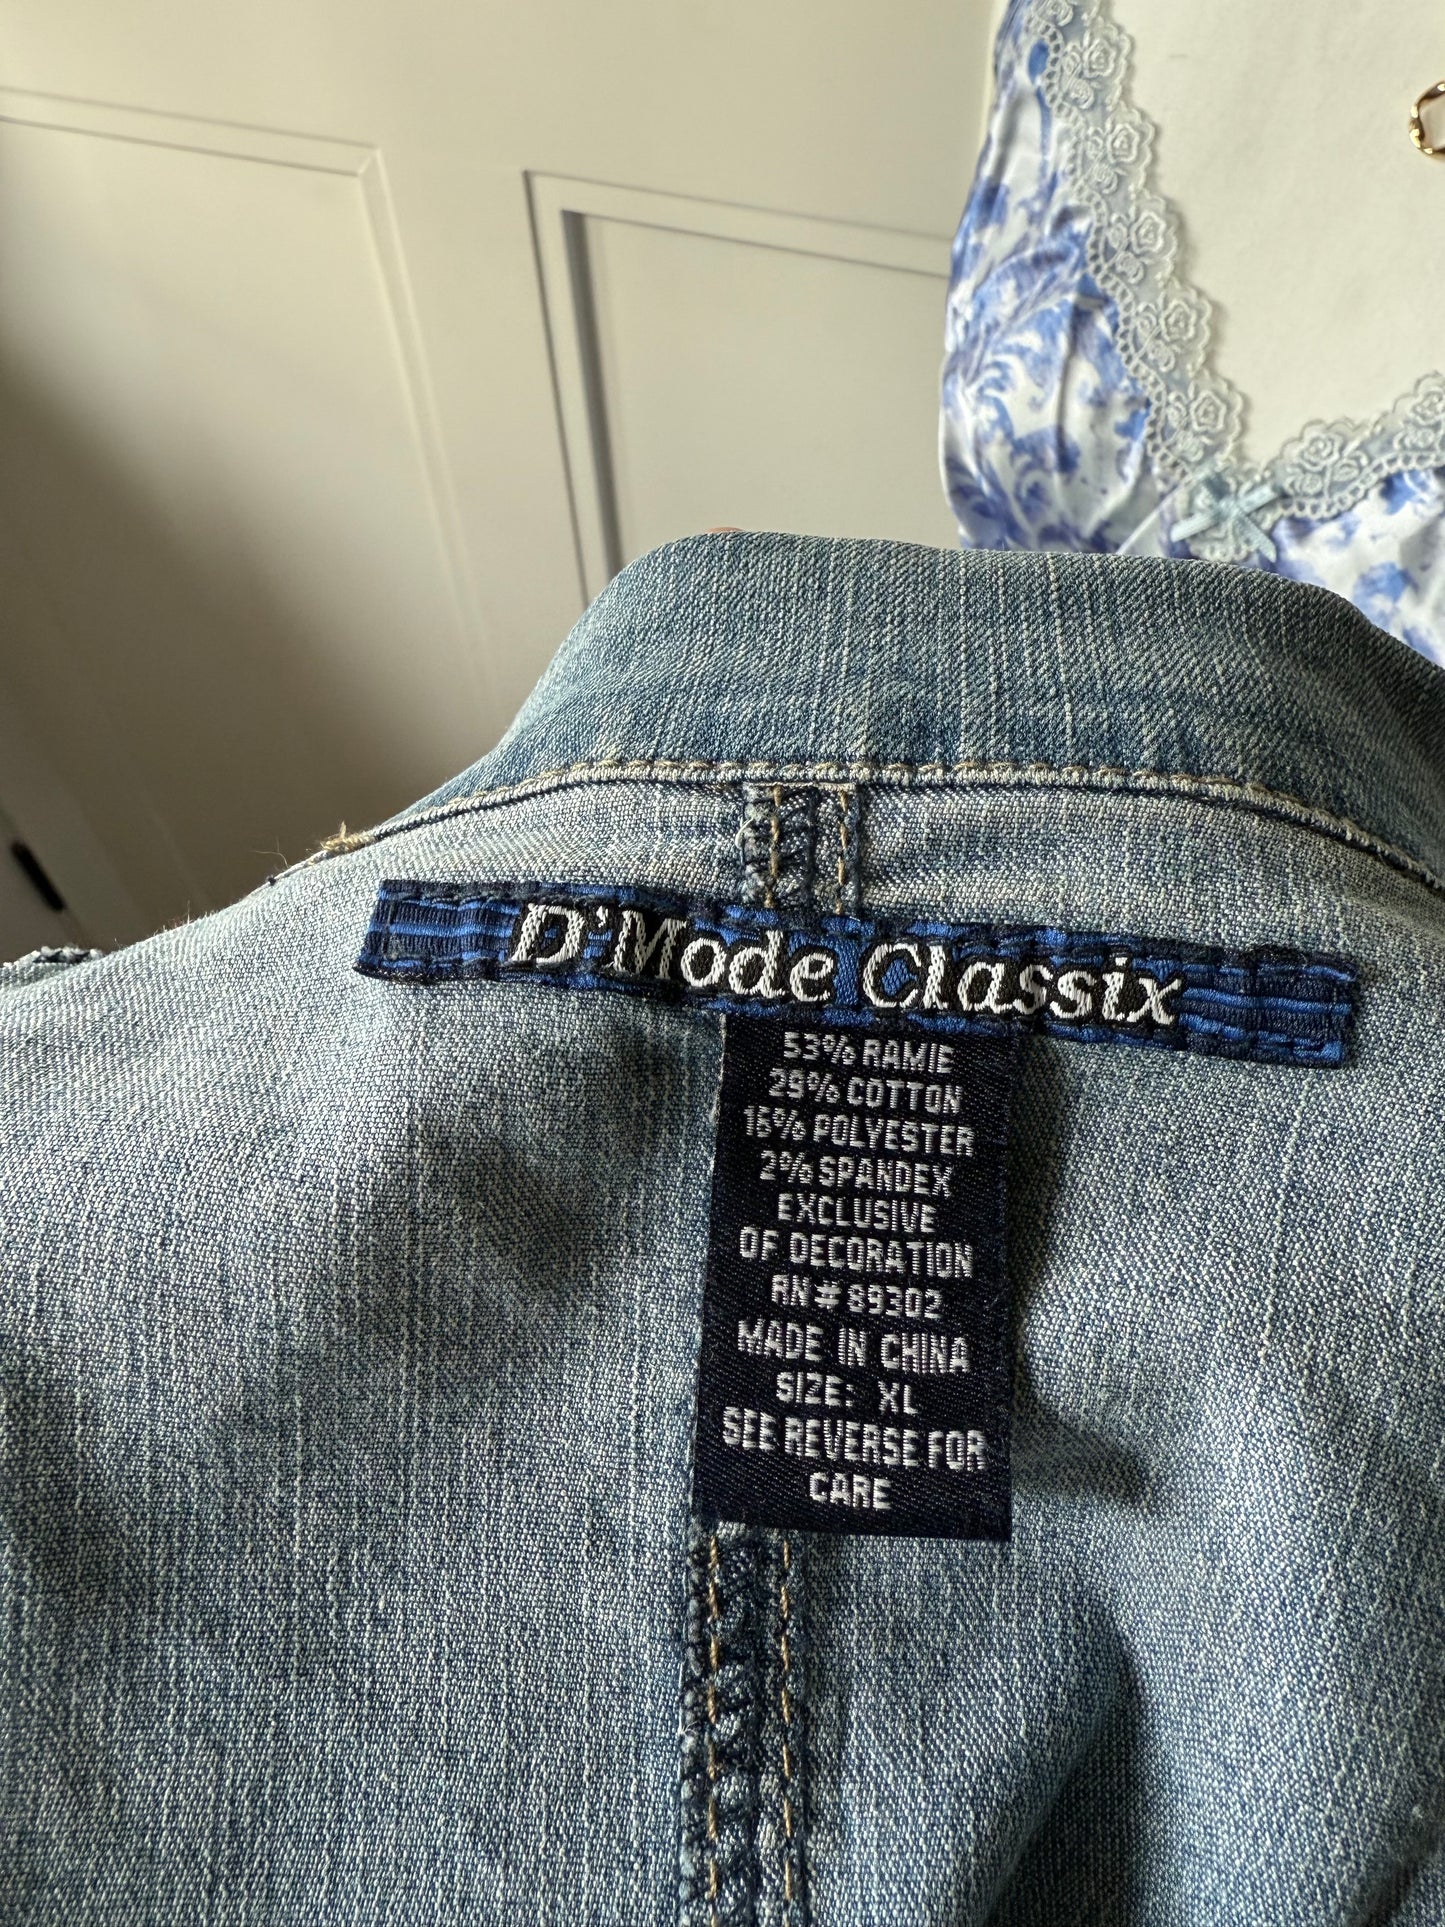 D'Mode Classix
53% RAMIE
29% COTTON
16% POLYESTER
2% SPANDEX
EXCLUSIVE
OF DECORATION
RN # 89302
MADE IN CHINA
SIZE: XL
SEE REVERSE FOR
CARE